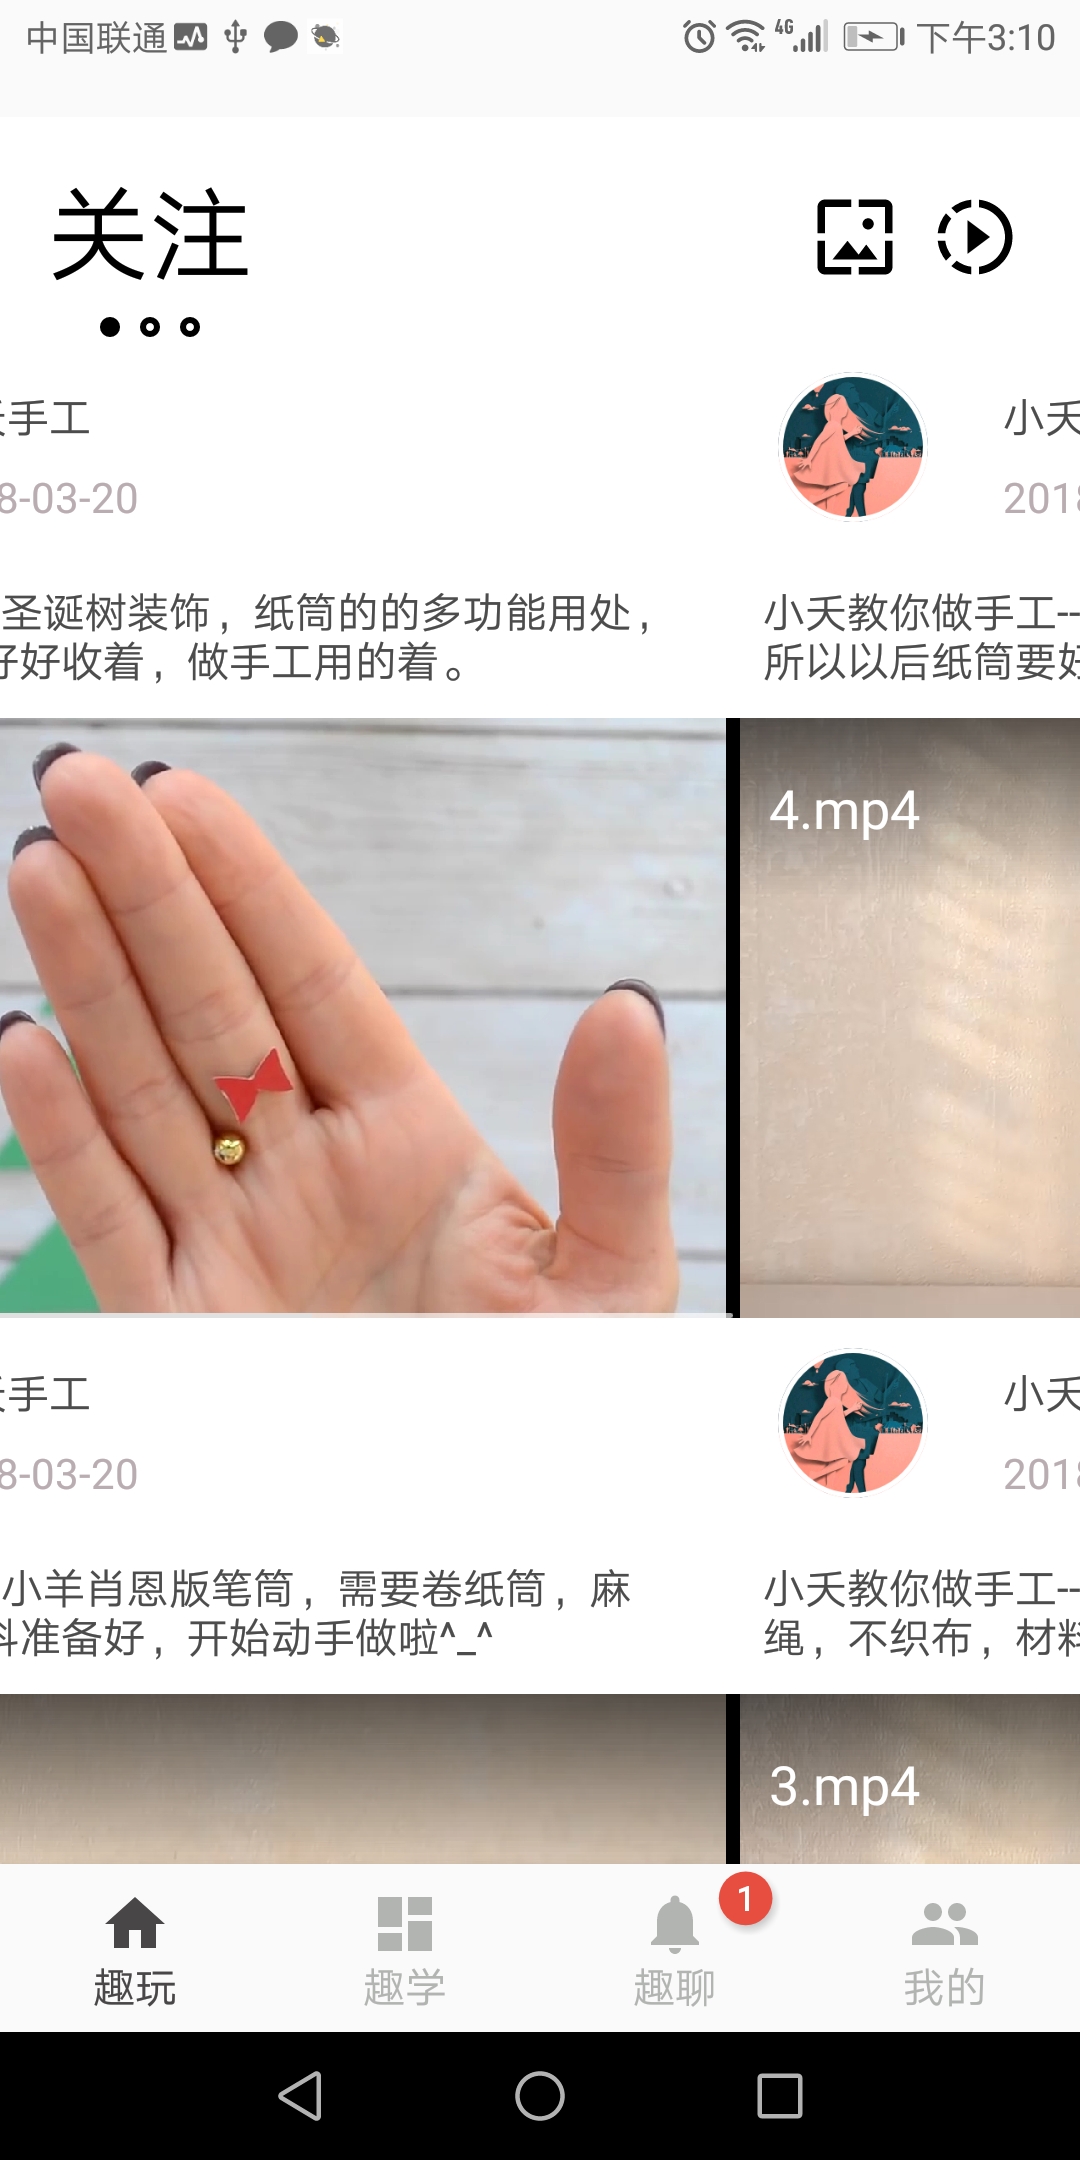 中国联通
4G
下午3:10
关注
手工
8-03-20
小夭
2018
圣诞树装饰，纸筒的的多功能用处，
好好收着，做手工用的着。
小夭教你做手工--
所以以后纸筒要好
4.mp4
手工
8-03-20
小夭
2018
小羊肖恩版笔筒，需要卷纸筒，麻
料准备好，开始动手做啦^_^
小夭教你做手工--
绳，不织布，材料
3.mp4
1
趣玩
趣学
趣聊
我的